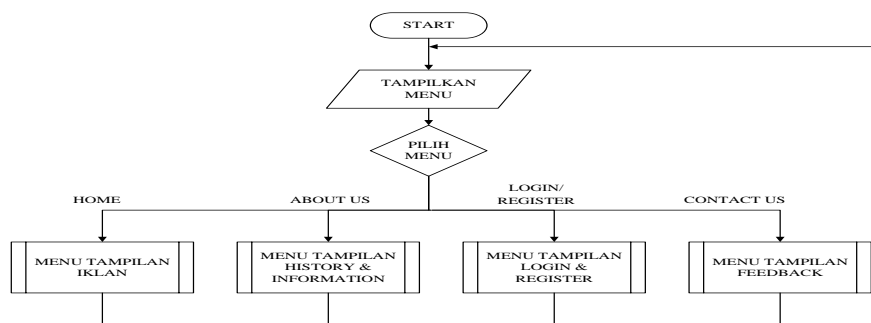 START
TAMPILKAN
MENU
PILIH
MENU
HOME
ABOUT US
LOGIN/
REGISTER
CONTACT US
MENU TAMPILAN
IKLAN
MENU TAMPILAN
HISTORY &
INFORMATION
MENU TAMPILAN
LOGIN &
REGISTER
MENU TAMPILAN
FEEDBACK